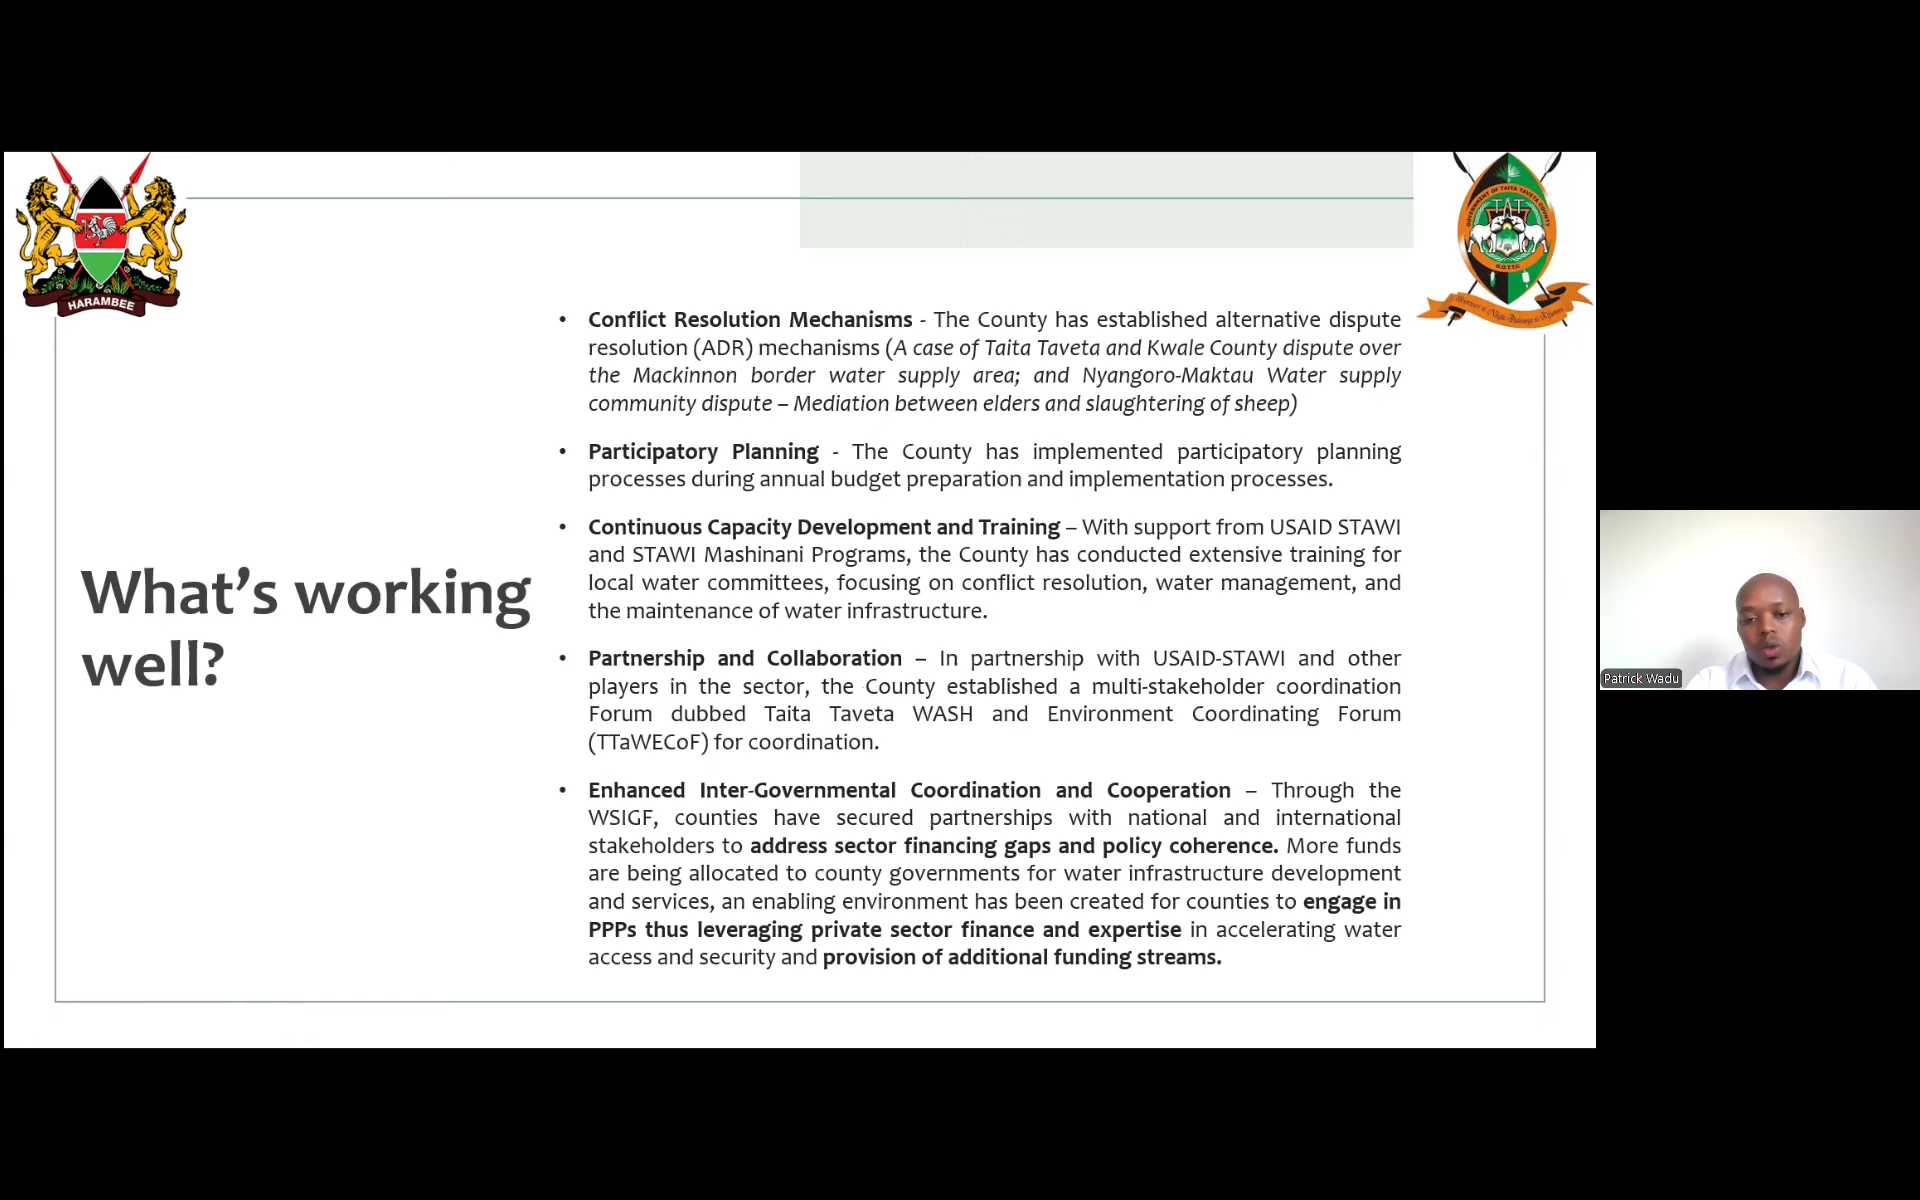 HARAMBEE
GOVERNMENT OF TAITA TAVETA COUNTY
What's working
well?
• Conflict Resolution Mechanisms - The County has established alternative dispute
resolution (ADR) mechanisms (A case of Taita Taveta and Kwale County dispute over
the Mackinnon border water supply area; and Nyangoro-Maktau Water supply
community dispute – Mediation between elders and slaughtering of sheep)
• Participatory Planning - The County has implemented participatory planning
processes during annual budget preparation and implementation processes.
• Continuous Capacity Development and Training – With support from USAID STAWI
and STAWI Mashinani Programs, the County has conducted extensive training for
local water committees, focusing on conflict resolution, water management, and
the maintenance of water infrastructure.
• Partnership and Collaboration – In partnership with USAID-STAWI and other
players in the sector, the County established a multi-stakeholder coordination
Forum dubbed Taita Taveta WASH and Environment Coordinating Forum
(TTaWECoF) for coordination.
• Enhanced Inter-Governmental Coordination and Cooperation – Through the
WSIGF, counties have secured partnerships with national and international
stakeholders to address sector financing gaps and policy coherence. More funds
are being allocated to county governments for water infrastructure development
and services, an enabling environment has been created for counties to engage in
PPPs thus leveraging private sector finance and expertise in accelerating water
access and security and provision of additional funding streams.
Patrick Wadu